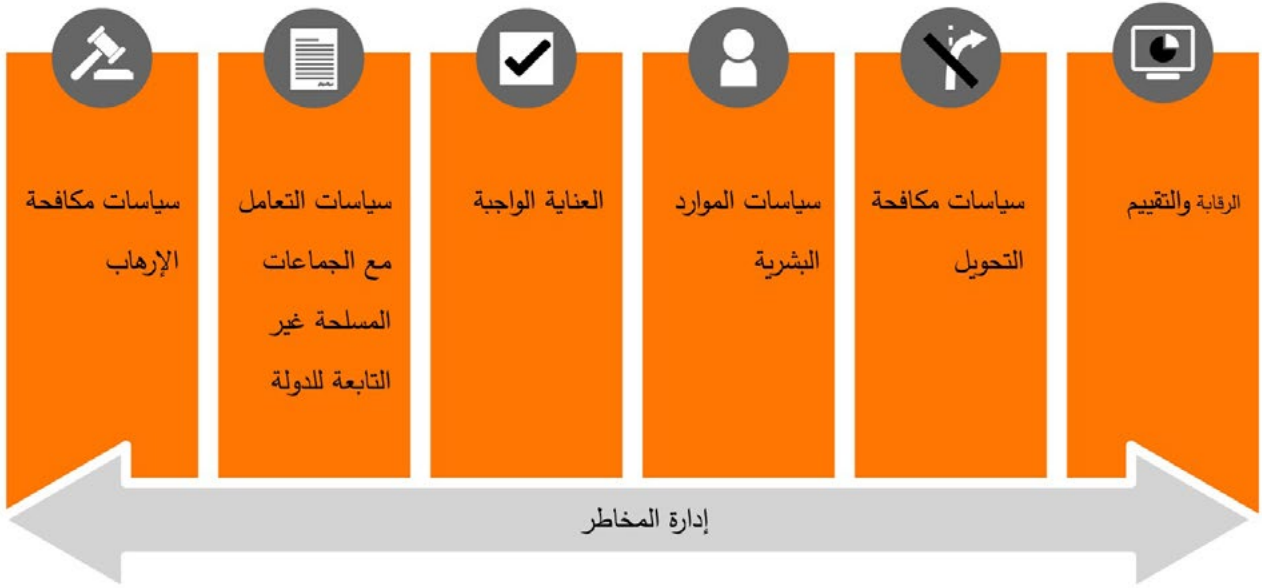 الرقابة والتقييم
سياسات مكافحة
التحويل
سياسات الموارد
البشرية
العناية الواجبة
سياسات التعامل
مع الجماعات
المسلحة غير
التابعة للدولة
سياسات مكافحة
الإرهاب
إدارة المخاطر